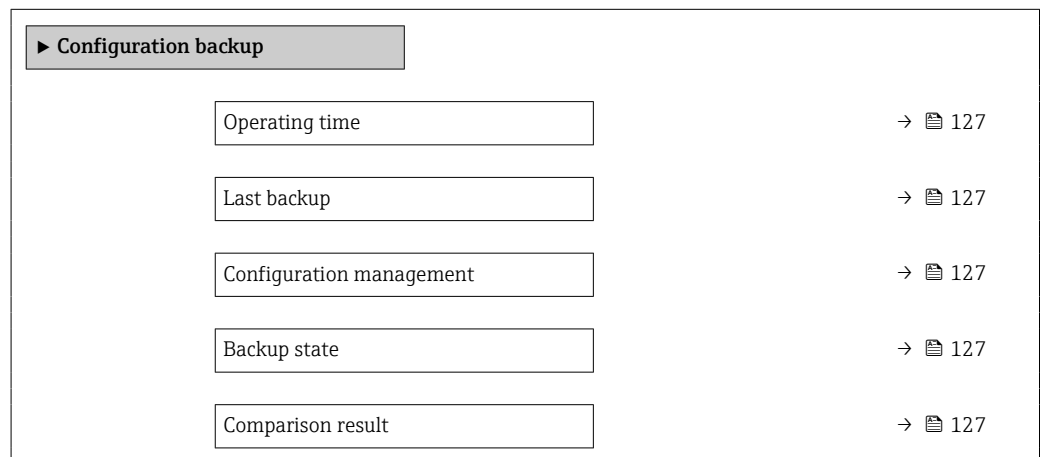 ► Configuration backup
Operating time → 127
Last backup → 127
Configuration management → 127
Backup state → 127
Comparison result → 127